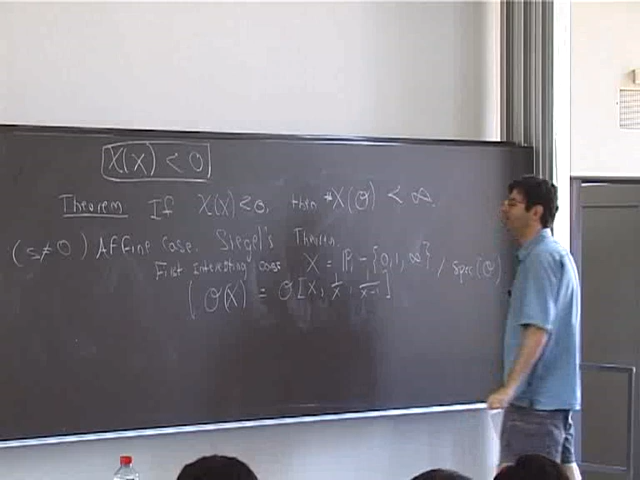 X(X) < 0
Theorem If X(X) < 0, then #X(O) < ∞.
(s≠0) Affine case. Siegel's Theorem.
First Interesting case X = P₁ - {0, 1, ∞} / Spec(O)
( O(X) = O[X, 1/X, 1/(X-1)]